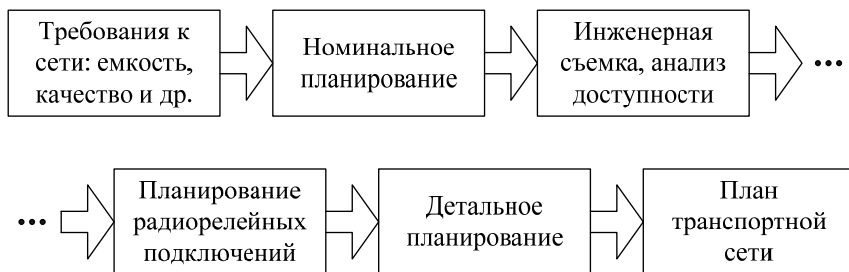 Требования к
сети: емкость,
качество и др.
Номинальное
планирование
Инженерная
съемка, анализ
доступности
...
...
Планирование
радиорелейных
подключений
Детальное
планирование
План
транспортной
сети